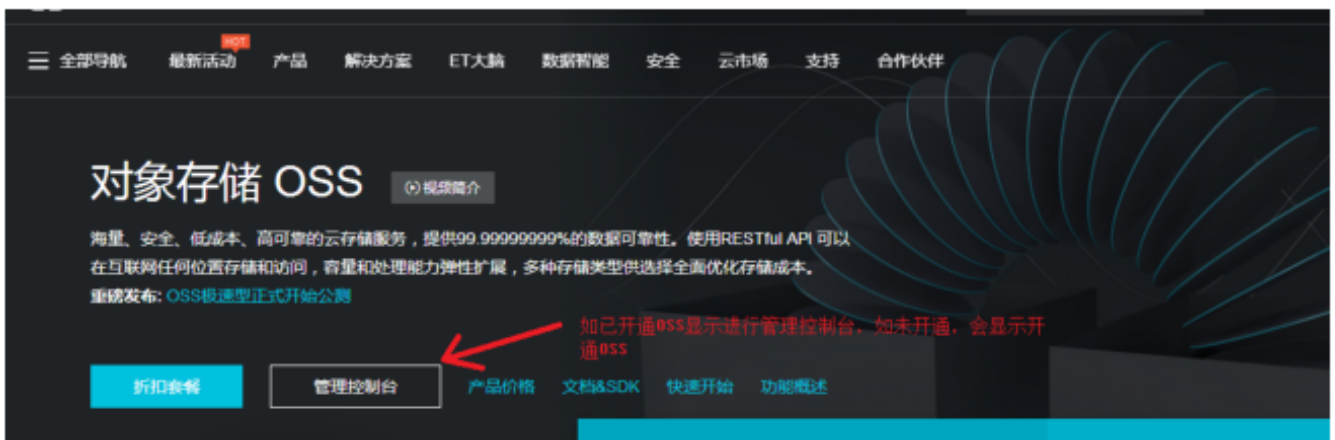 HOT
全部导航 最新活动 产品 解决方案 ET大脑 数据智能 安全 云市场 支持 合作伙伴
对象存储 OSS 视频简介
海量、安全、低成本、高可靠的云存储服务，提供99.99999999%的数据可靠性。使用RESTful API 可以
在互联网任何位置存储和访问，容量和处理能力弹性扩展，多种存储类型供选择全面优化存储成本。
重磅发布: OSS极速型正式开始公测
如已开通OSS显示进行管理控制台，如未开通，会显示开
通OSS
折扣套餐 管理控制台 产品价格 文档&SDK 快速开始 功能概述